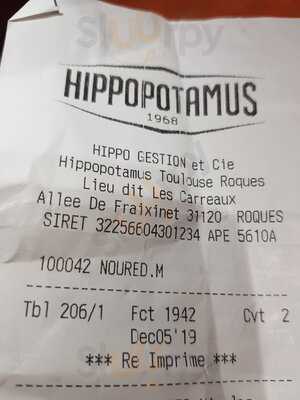 Sluurpy
HIPPOPOTAMUS
1968
HIPPO GESTION et Cie
Hippopotamus Toulouse Roques
Lieu dit Les Carreaux
Allee De Fraixinet 31120 ROQUES
SIRET 32256604301234 APE 5610A
100042 NOURED.M
Tbl 206/1 Fct 1942 Cvt 2
Dec05'19
*** Re Imprime ***